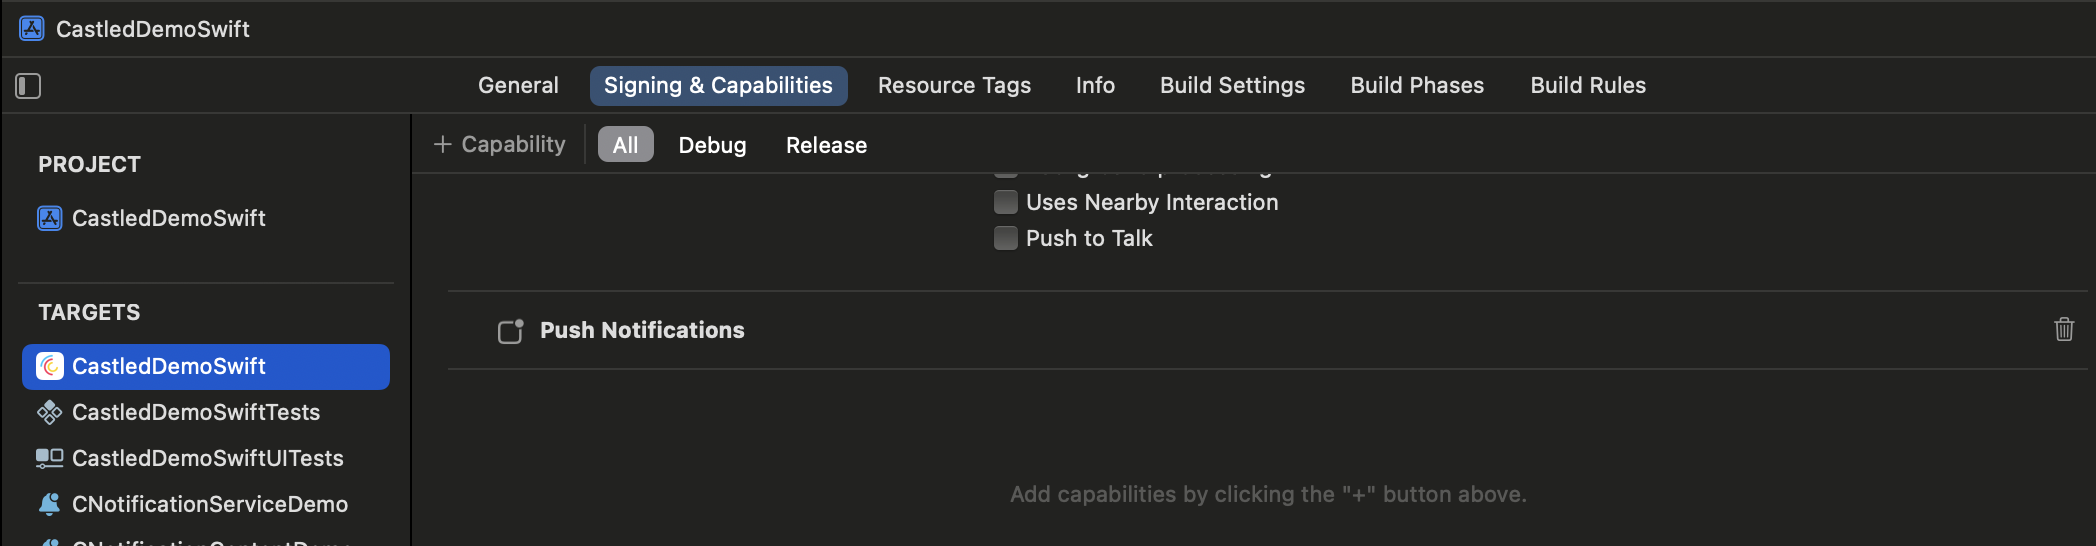 CastledDemoSwift
General Signing & Capabilities Resource Tags Info Build Settings Build Phases Build Rules
+ Capability All Debug Release
PROJECT
CastledDemoSwift
TARGETS
CastledDemoSwift
CastledDemoSwiftTests
CastledDemoSwiftUITests
CNotificationServiceDemo
Uses Nearby Interaction
Push to Talk
Push Notifications
Add capabilities by clicking the "+" button above.